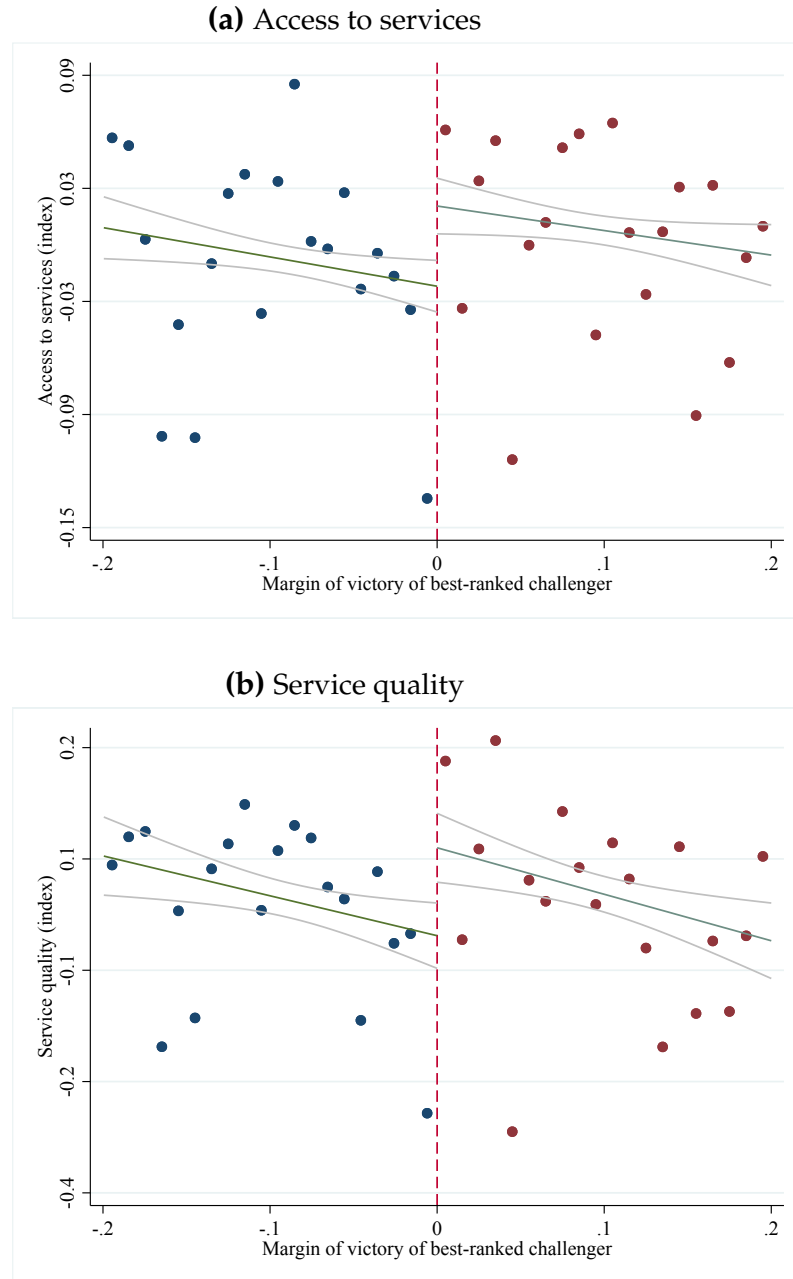 (a) Access to services
Access to services (index)
0.09
0.03
-0.03
-0.09
-0.15
-.2 -.1 0 .1 .2
Margin of victory of best-ranked challenger
(b) Service quality
Service quality (index)
0.2
0.1
-0.1
-0.2
-0.4
-.2 -.1 0 .1 .2
Margin of victory of best-ranked challenger